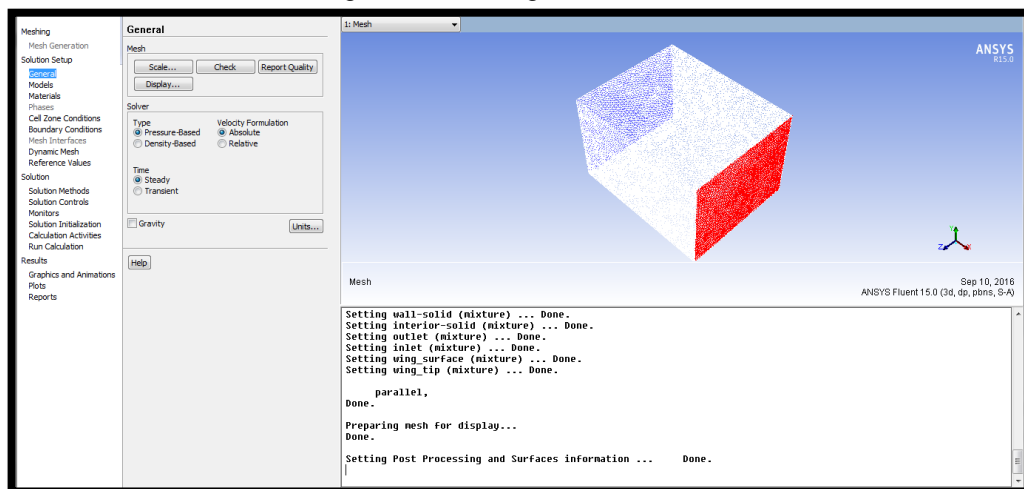 Meshing
Mesh Generation
Solution Setup
General
Models
Materials
Phases
Cell Zone Conditions
Boundary Conditions
Mesh Interfaces
Dynamic Mesh
Reference Values
Solution
Solution Methods
Solution Controls
Monitors
Solution Initialization
Calculation Activities
Run Calculation
Results
Graphics and Animations
Plots
Reports
General
Mesh
Scale...
Check
Report Quality
Display...
Solver
Type
Velocity Formulation
Pressure-Based
Absolute
Density-Based
Relative
Time
Steady
Transient
Gravity
Units...
Help
1: Mesh
ANSYS
R15.0
Y
Z
X
Mesh
Sep 10, 2016
ANSYS Fluent 15.0 (3d, dp, pbns, S-A)
Setting wall-solid (mixture) ... Done.
Setting interior-solid (mixture) ... Done.
Setting outlet (mixture) ... Done.
Setting inlet (mixture) ... Done.
Setting wing_surface (mixture) ... Done.
Setting wing_tip (mixture) ... Done.
parallel,
Done.
Preparing mesh for display...
Done.
Setting Post Processing and Surfaces information ... Done.